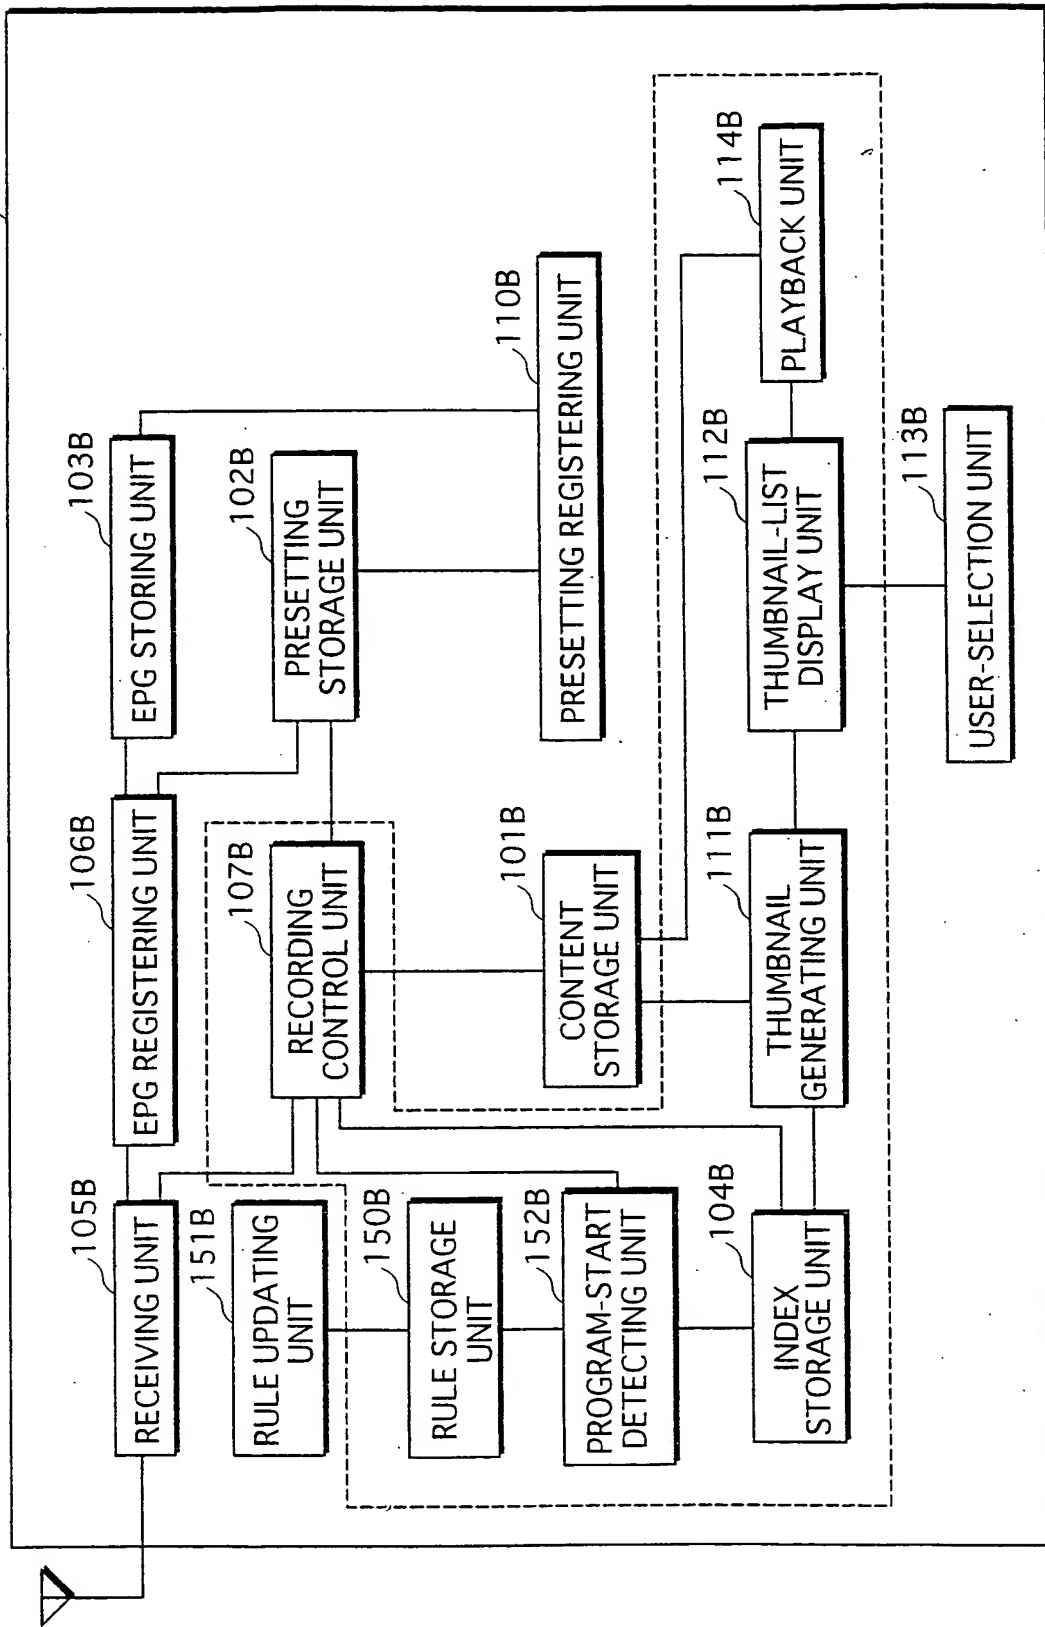 105B
RECEIVING UNIT
106B
EPG REGISTERING UNIT
103B
EPG STORING UNIT
151B
RULE UPDATING
UNIT
107B
RECORDING
CONTROL UNIT
102B
PRESETTING
STORAGE UNIT
150B
RULE STORAGE
UNIT
152B
PROGRAM-START
DETECTING UNIT
101B
CONTENT
STORAGE UNIT
110B
PRESETTING REGISTERING UNIT
104B
INDEX
STORAGE UNIT
111B
THUMBNAIL
GENERATING UNIT
112B
THUMBNAIL-LIST
DISPLAY UNIT
114B
PLAYBACK UNIT
113B
USER-SELECTION UNIT